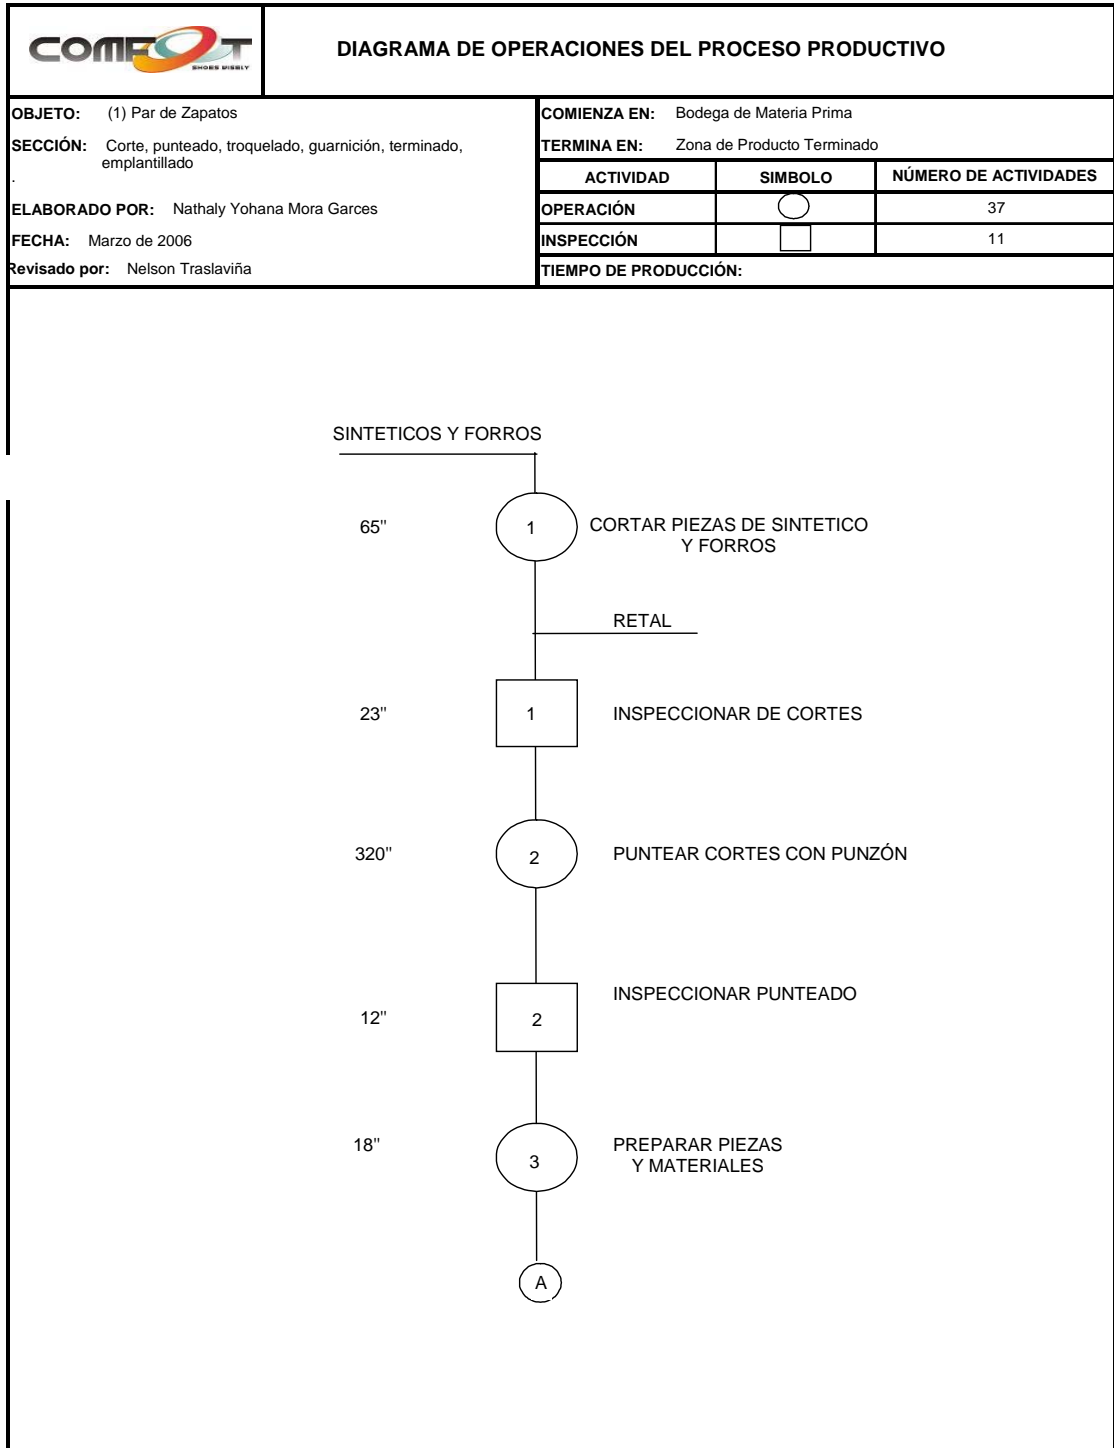 COMFOOT
SHOES WISELY
DIAGRAMA DE OPERACIONES DEL PROCESO PRODUCTIVO
OBJETO: (1) Par de Zapatos
SECCIÓN: Corte, punteado, troquelado, guarnición, terminado,
emplantillado
.
ELABORADO POR: Nathaly Yohana Mora Garces
FECHA: Marzo de 2006
Revisado por: Nelson Traslaviña
COMIENZA EN: Bodega de Materia Prima
TERMINA EN: Zona de Producto Terminado
ACTIVIDAD SIMBOLO NÚMERO DE ACTIVIDADES
OPERACIÓN 37
INSPECCIÓN 11
TIEMPO DE PRODUCCIÓN:
SINTETICOS Y FORROS
65" 1 CORTAR PIEZAS DE SINTETICO
Y FORROS
RETAL
23" 1 INSPECCIONAR DE CORTES
320" 2 PUNTEAR CORTES CON PUNZÓN
INSPECCIONAR PUNTEADO
12" 2
18" 3 PREPARAR PIEZAS
Y MATERIALES
A